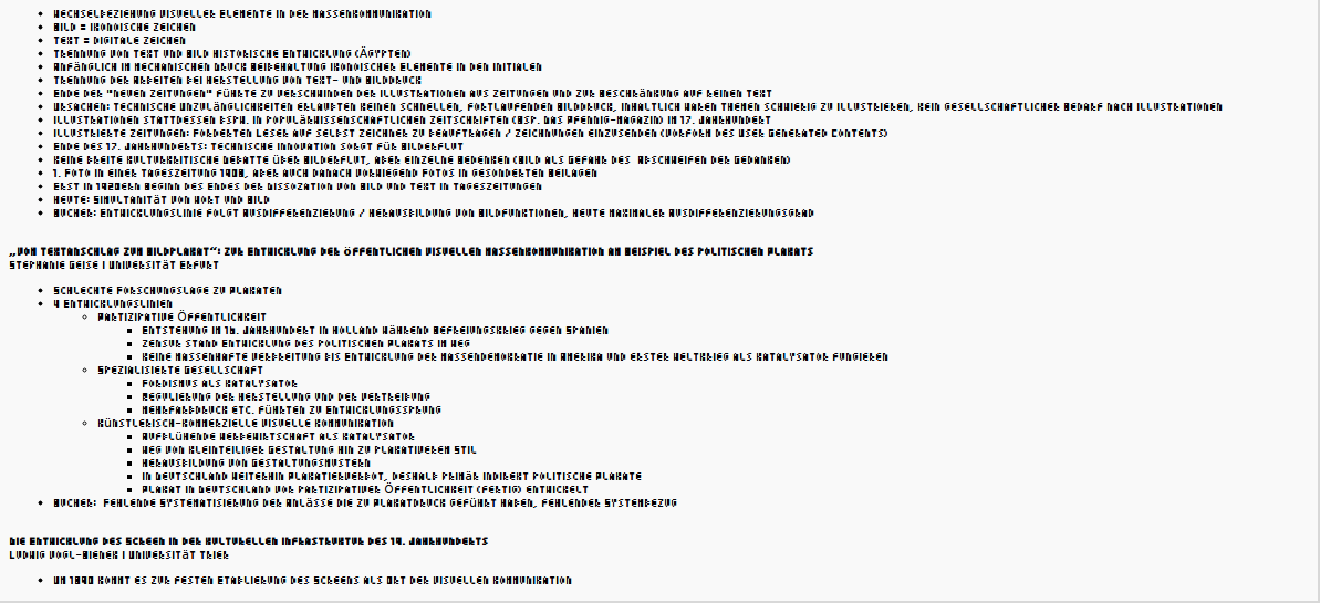 • WECHSELBEZIEHUNG VISUELLER ELEMENTE IN DER MASSENKOMMUNIKATION
• BILD = IKONISCHE ZEICHEN
• TEXT = DIGITALE ZEICHEN
• TRENNUNG VON TEXT UND BILD HISTORISCHE ENTWICKLUNG (ÄGYPTEN)
• ANFÄNGLICH IM MECHANISCHEN DRUCK BEIBEHALTUNG IKONISCHER ELEMENTE IN DEN INITIALEN
• TRENNUNG DER ARBEITEN BEI HERSTELLUNG VON TEXT- UND BILDDRUCK
• ENDE DER "NEUEN ZEITUNGEN" FÜHRTE ZU VERSCHWINDEN DER ILLUSTRATIONEN AUS ZEITUNGEN UND ZUR BESCHRÄNKUNG AUF REINEN TEXT
• URSACHEN: TECHNISCHE UNZULÄNGLICHKEITEN ERLAUBTEN KEINEN SCHNELLEN, FORTLAUFENDEN BILDDRUCK, INHALTLICH WAREN THEMEN SCHWIERIG ZU ILLUSTRIEREN, KEIN GESELLSCHAFTLICHER BEDARF NACH ILLUSTRATIONEN
• ILLUSTRATIONEN STATTDESSEN BSPW. IN POPULÄRWISSENSCHAFTLICHEN ZEITSCHRIFTEN (BSP. DAS PFENNIG-MAGAZIN) IM 17. JAHRHUNDERT
• ILLUSTRIERTE ZEITUNGEN: FORDERTEN LESER AUF SELBST ZEICHNER ZU BEAUFTRAGEN / ZEICHNUNGEN EINZUSENDEN (VORFORM DES USER GENERATED CONTENTS)
• ENDE DES 17. JAHRHUNDERTS: TECHNISCHE INNOVATION SORGT FÜR BILDERFLUT
• KEINE BREITE KULTURKRITISCHE DEBATTE ÜBER BILDERFLUT, ABER EINZELNE BEDENKEN (BILD ALS GEFAHR DES ABSCHWEIFEN DER GEDANKEN)
• 1. FOTO IN EINER TAGESZEITUNG 1908, ABER AUCH DANACH VORWIEGEND FOTOS IN GESONDERTEN BEILAGEN
• ERST IN 1920ERN BEGINN DES ENDES DER DISSOZATION VON BILD UND TEXT IN TAGESZEITUNGEN
• HEUTE: SIMULTANITÄT VON WORT UND BILD
• BUCHER: ENTWICKLUNGSLINIE FOLGT AUSDIFFERENZIERUNG / HERAUSBILDUNG VON BILDFUNKTIONEN, HEUTE MAXIMALER AUSDIFFERENZIERUNGSGRAD
„VOM TEXTANSCHLAG ZUM BILDPLAKAT“: ZUR ENTWICKLUNG DER ÖFFENTLICHEN VISUELLEN MASSENKOMMUNIKATION AM BEISPIEL DES POLITISCHEN PLAKATS
STEPHANIE GEISE | UNIVERSITÄT ERFURT
• SCHLECHTE FORSCHUNGSLAGE ZU PLAKATEN
• 4 ENTWICKLUNGSLINIEN
◦ PARTIZIPATIVE ÖFFENTLICHKEIT
▪ ENTSTEHUNG IM 16. JAHRHUNDERT IN HOLLAND WÄHREND BEFREIUNGSKRIEG GEGEN SPANIEN
▪ ZENSUR STAND ENTWICKLUNG DES POLITISCHEN PLAKATS IM WEG
▪ KEINE MASSENHAFTE VERBREITUNG BIS ENTWICKLUNG DER MASSENDEMOKRATIE IN AMERIKA UND ERSTER WELTKRIEG ALS KATALYSATOR FUNGIEREN
◦ SPEZIALISIERTE GESELLSCHAFT
▪ FORDISMUS ALS KATALYSATOR
▪ REGULIERUNG DER HERSTELLUNG UND DER VERTREIBUNG
▪ MEHRFARBDRUCK ETC. FÜHRTEN ZU ENTWICKLUNGSSPRUNG
◦ KÜNSTLERISCH-KOMMERZIELLE VISUELLE KOMMUNIKATION
▪ AUFBLÜHENDE WERBEWIRTSCHAFT ALS KATALYSATOR
▪ WEG VON KLEINTEILIGER GESTALTUNG HIN ZU PLAKATIVEREM STIL
▪ HERAUSBILDUNG VON GESTALTUNGSMUSTERN
▪ IN DEUTSCHLAND WEITERHIN PLAKATIERVERBOT, DESHALB PRIMÄR INDIREKT POLITISCHE PLAKATE
▪ PLAKAT IN DEUTSCHLAND VOR PARTIZIPATIVER ÖFFENTLICHKEIT (FERTIG) ENTWICKELT
• BUCHER: FEHLENDE SYSTEMATISIERUNG DER ANLÄSSE DIE ZU PLAKATDRUCK GEFÜHRT HABEN, FEHLENDER SYSTEMBEZUG
DIE ENTWICKLUNG DES SCREEN IN DER KULTURELLEN INFRASTRUKTUR DES 19. JAHRHUNDERTS
LUDWIG VOGL-BIENEK | UNIVERSITÄT TRIER
• UM 1890 KOMMT ES ZUR FESTEN ETABLIERUNG DES SCREENS ALS ORT DER VISUELLEN KOMMUNIKATION